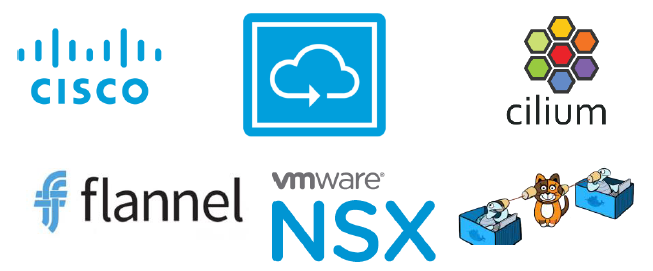 CISCO
cilium
flannel
vmware®
NSX